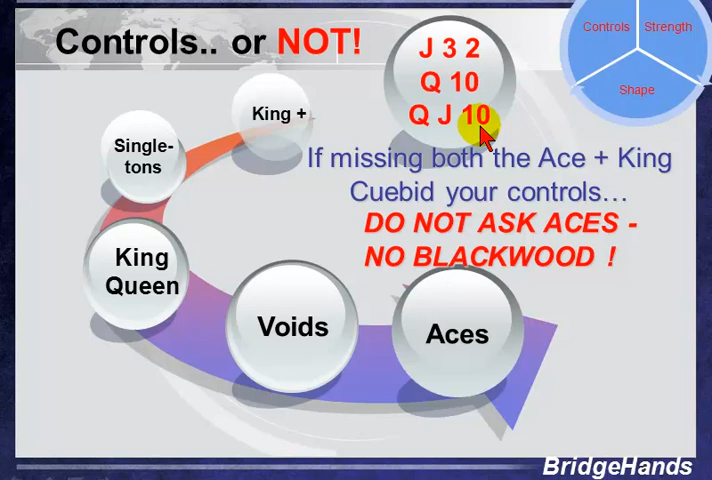 Controls.. or NOT!
J 3 2
Q 10
Q J 10
Controls
Strength
Shape
King +
Single-
tons
If missing both the Ace + King
Cuebid your controls…
DO NOT ASK ACES -
NO BLACKWOOD !
King
Queen
Voids
Aces
BridgeHands